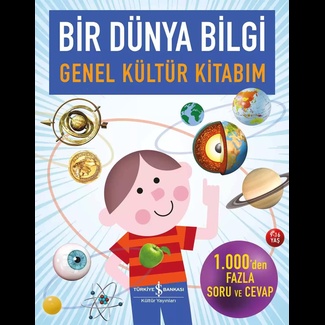 BİR DÜNYA BİLGİ
GENEL KÜLTÜR KİTABIM
YAŞ
1.000'den
FAZLA
SORU ve CEVAP
TÜRKİYE İŞ BANKASI
Kültür Yayınları